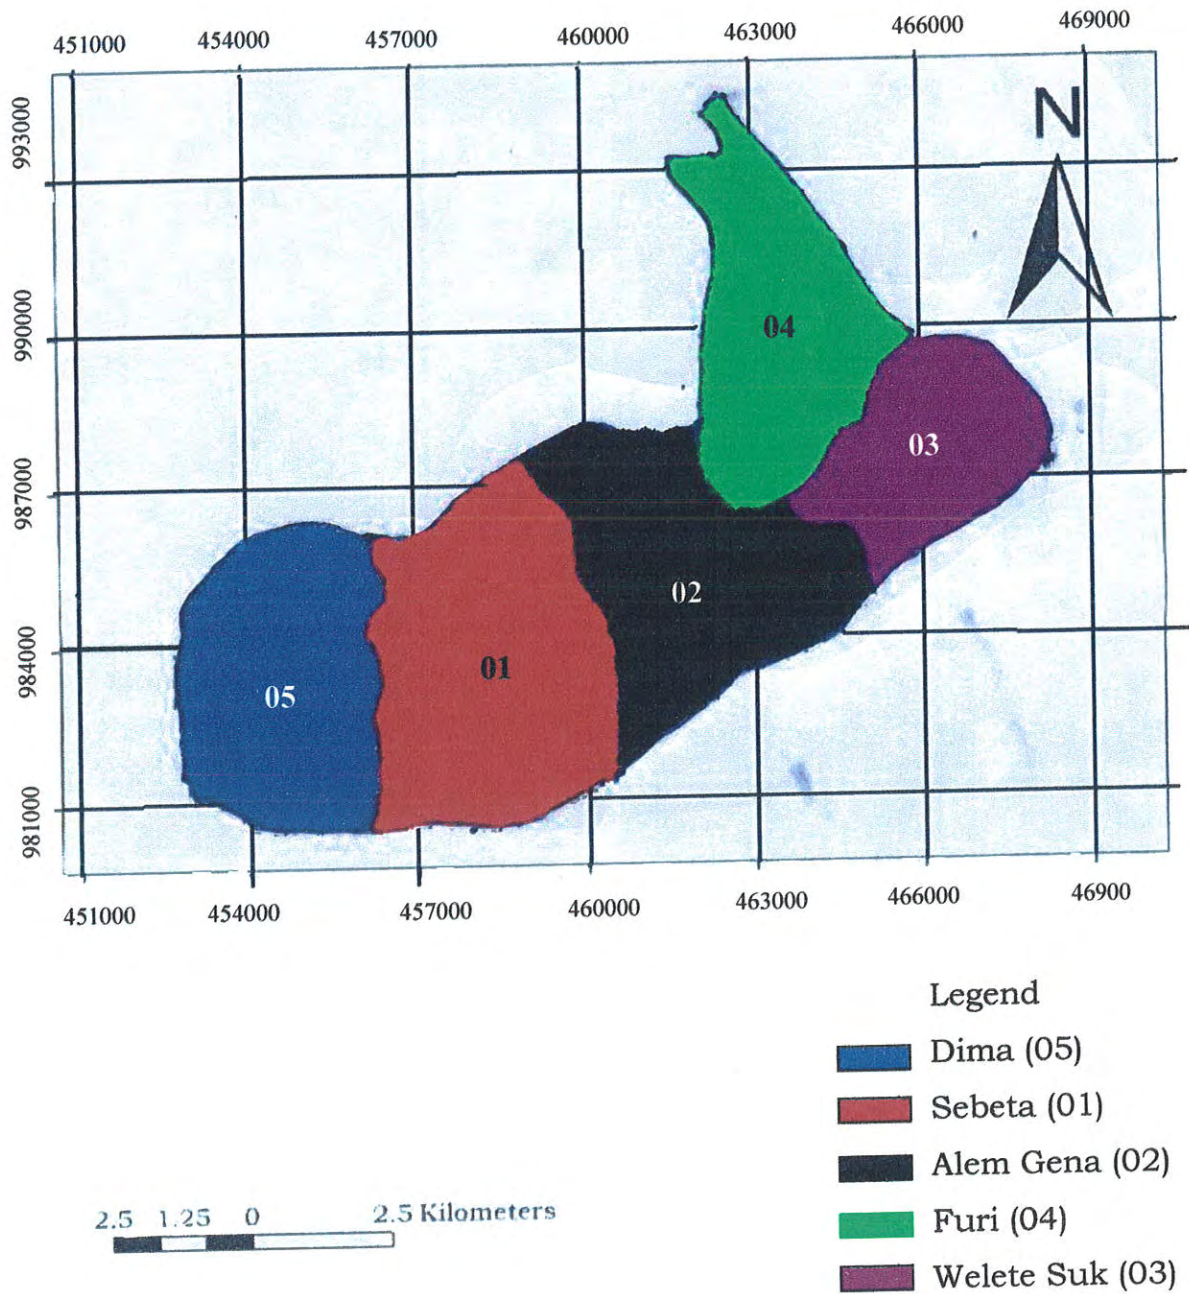 451000 454000 457000 460000 463000 466000 469000
993000
N
990000
04
03
987000
02
01
984000
05
981000
451000 454000 457000 460000 463000 466000 46900
Legend
Dima (05)
Sebeta (01)
Alem Gena (02)
Furi (04)
Welete Suk (03)
2.5 1.25 0 2.5 Kilometers